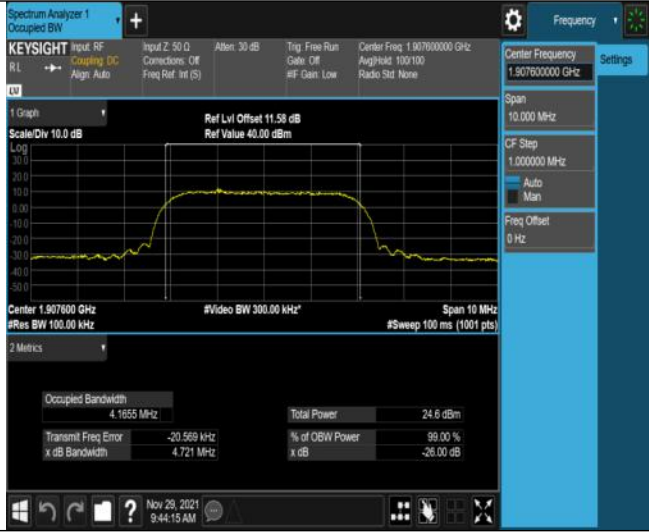 Spectrum Analyzer 1
Occupied BW
Frequency
KEYSIGHT Input: RF Input Z: 50 Ω Atten: 30 dB Trig: Free Run Center Freq: 1.907600000 GHz
RL Coupling: DC Corrections: Off Gate: Off Avg|Hold: 100/100
Align: Auto Freq Ref: Int (S) #IF Gain: Low Radio Std: None
LW
Center Frequency
1.907600000 GHz
Settings
Span
10.000 MHz
CF Step
1.000000 MHz
Auto
Man
Freq Offset
0 Hz
1 Graph
Scale/Div 10.0 dB
Ref Lvl Offset 11.58 dB
Ref Value 40.00 dBm
Log
30.0
20.0
10.0
0.00
-10.0
-20.0
-30.0
-40.0
-50.0
Center 1.907600 GHz #Video BW 300.00 kHz* Span 10 MHz
#Res BW 100.00 kHz #Sweep 100 ms (1001 pts)
2 Metrics
Occupied Bandwidth
4.1655 MHz
Total Power 24.6 dBm
Transmit Freq Error -20.569 kHz % of OBW Power 99.00 %
x dB Bandwidth 4.721 MHz x dB -26.00 dB
? Nov 29, 2021
9:44:15 AM